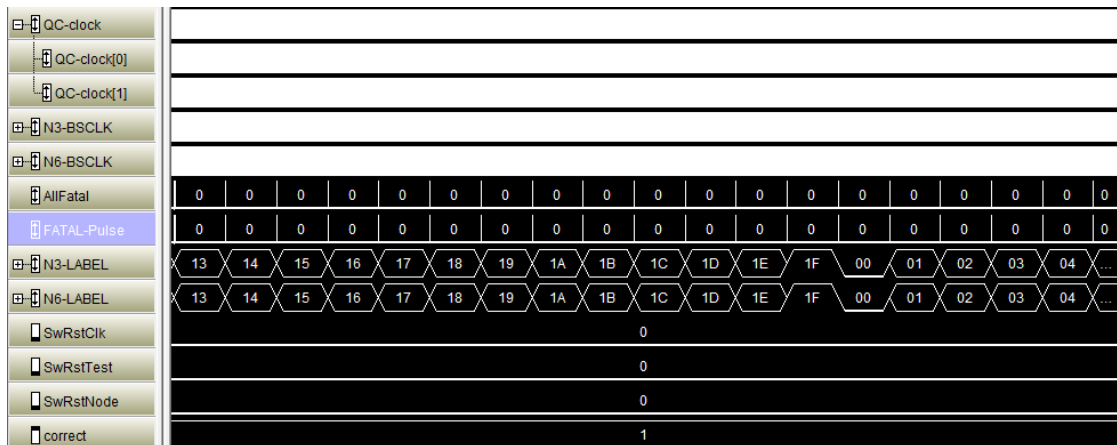 QC-clock
QC-clock[0]
QC-clock[1]
N3-BSCLK
N6-BSCLK
AllFatal 0 0 0 0 0 0 0 0 0 0 0 0 0 0 0 0 0 0 0
FATAL-Pulse 0 0 0 0 0 0 0 0 0 0 0 0 0 0 0 0 0 0 0
N3-LABEL 13 14 15 16 17 18 19 1A 1B 1C 1D 1E 1F 00 01 02 03 04 ...
N6-LABEL 13 14 15 16 17 18 19 1A 1B 1C 1D 1E 1F 00 01 02 03 04 ...
SwRstClk 0
SwRstTest 0
SwRstNode 0
correct 1